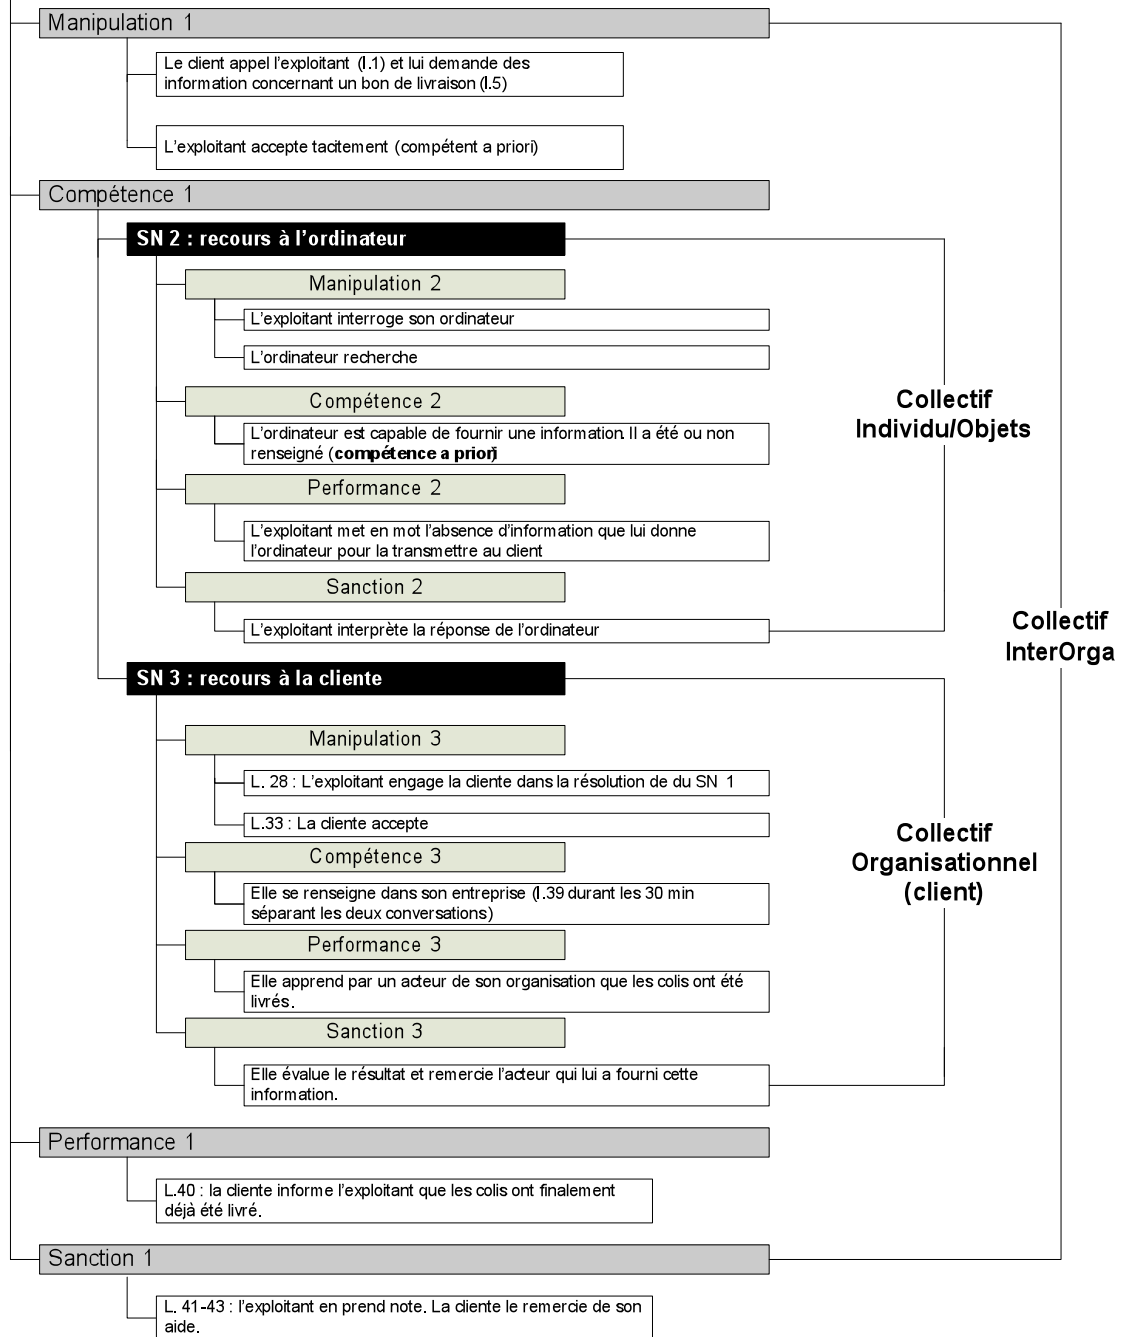 Manipulation 1
Le client appel l'exploitant (l.1) et lui demande des
information concernant un bon de livraison (l.5)
L'exploitant accepte tacitement (compétent a priori)
Compétence 1
SN 2 : recours à l'ordinateur
Manipulation 2
L'exploitant interroge son ordinateur
L'ordinateur recherche
Compétence 2
L'ordinateur est capable de fournir une information. Il a été ou non
renseigné (compétence a priori)
Performance 2
L'exploitant met en mot l'absence d'information que lui donne
l'ordinateur pour la transmettre au client
Sanction 2
L'exploitant interprète la réponse de l'ordinateur
Collectif
Individu/Objets
Collectif
InterOrga
SN 3 : recours à la cliente
Manipulation 3
L. 28 : L'exploitant engage la cliente dans la résolution de du SN 1
L.33 : La cliente accepte
Compétence 3
Elle se renseigne dans son entreprise (l.39 durant les 30 min
séparant les deux conversations)
Performance 3
Elle apprend par un acteur de son organisation que les colis ont été
livrés.
Sanction 3
Elle évalue le résultat et remercie l'acteur qui lui a fourni cette
information.
Collectif
Organisationnel
(client)
Performance 1
L.40 : la cliente informe l'exploitant que les colis ont finalement
déjà été livré.
Sanction 1
L. 41-43 : l'exploitant en prend note. La cliente le remercie de son
aide.